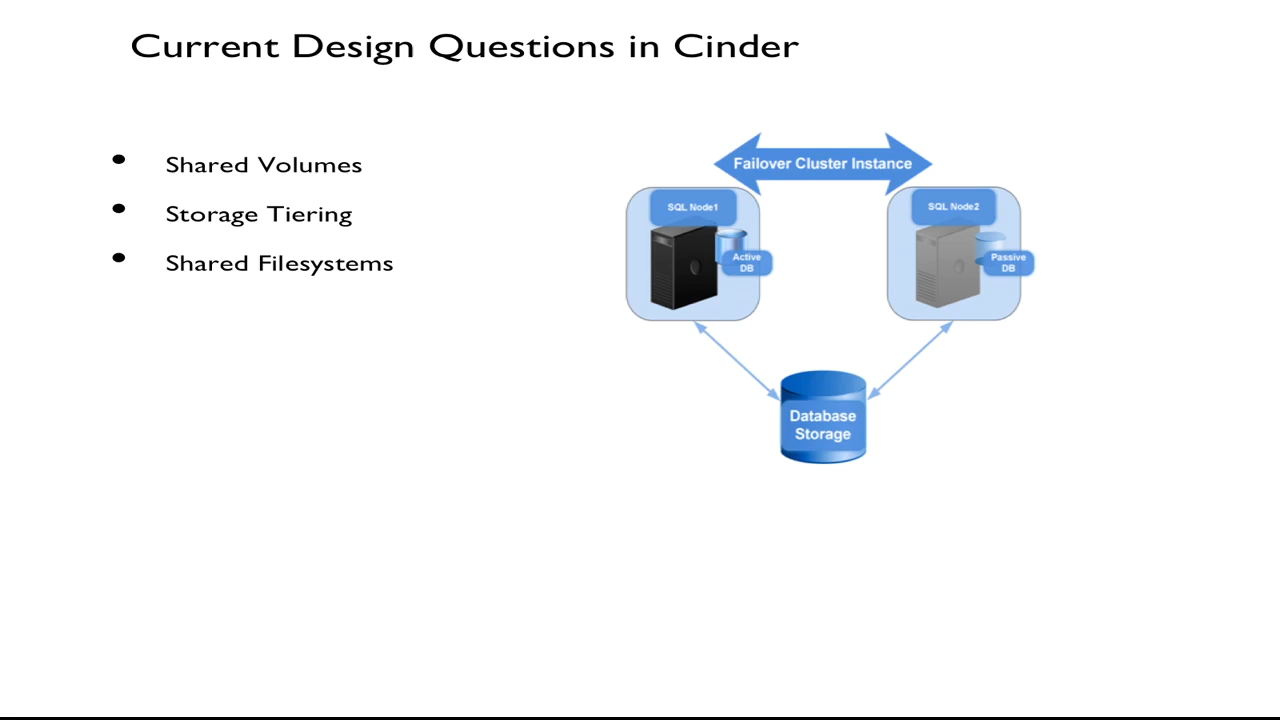 Current Design Questions in Cinder
• Shared Volumes
• Storage Tiering
• Shared Filesystems
Failover Cluster Instance
SQL Node1
SQL Node2
Active
DB
Passive
DB
Database
Storage